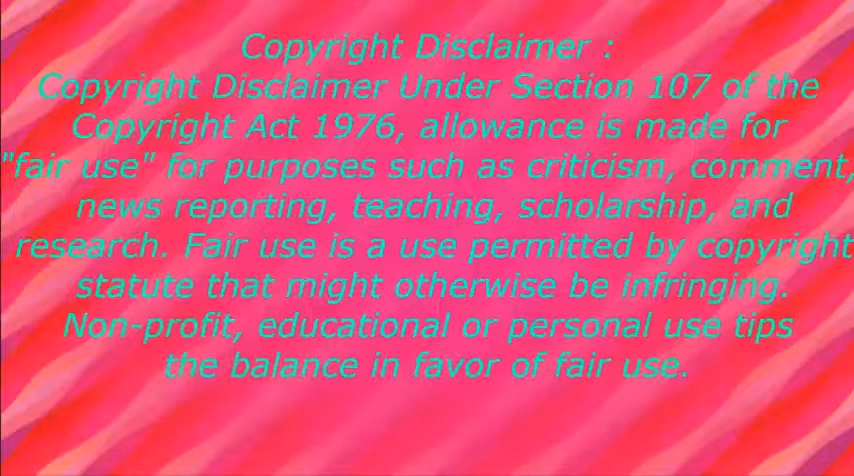 Copyright Disclaimer :
Copyright Disclaimer Under Section 107 of the
Copyright Act 1976, allowance is made for
"fair use" for purposes such as criticism, comment,
news reporting, teaching, scholarship, and
research. Fair use is a use permitted by copyright
statute that might otherwise be infringing.
Non-profit, educational or personal use tips
the balance in favor of fair use.